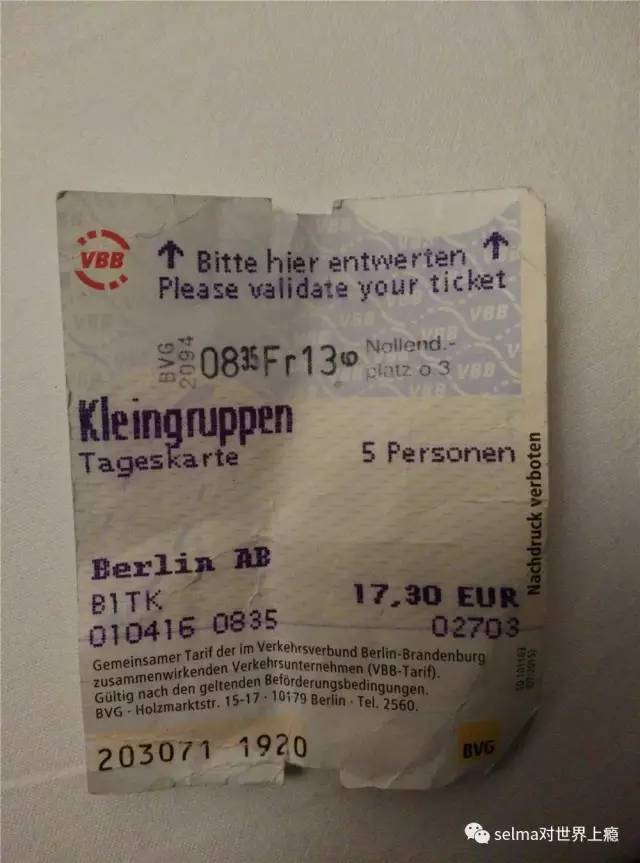 VBB
↑ Bitte hier entwerten ↑
Please validate your ticket
BVG
2094
0835 Fr13 Nollend.-
platz o 3
Kleingruppen
Tageskarte 5 Personen
Nachdruck verboten
Berlin AB
B1TK 17,30 EUR
010416 0835 02703
Gemeinsamer Tarif der im Verkehrsverbund Berlin-Brandenburg
zusammenwirkenden Verkehrsunternehmen (VBB-Tarif).
Gültig nach den geltenden Beförderungsbedingungen.
BVG · Holzmarktstr. 15-17 · 10179 Berlin · Tel. 2560.
203071 1920
BVG
selma对世界上瘾